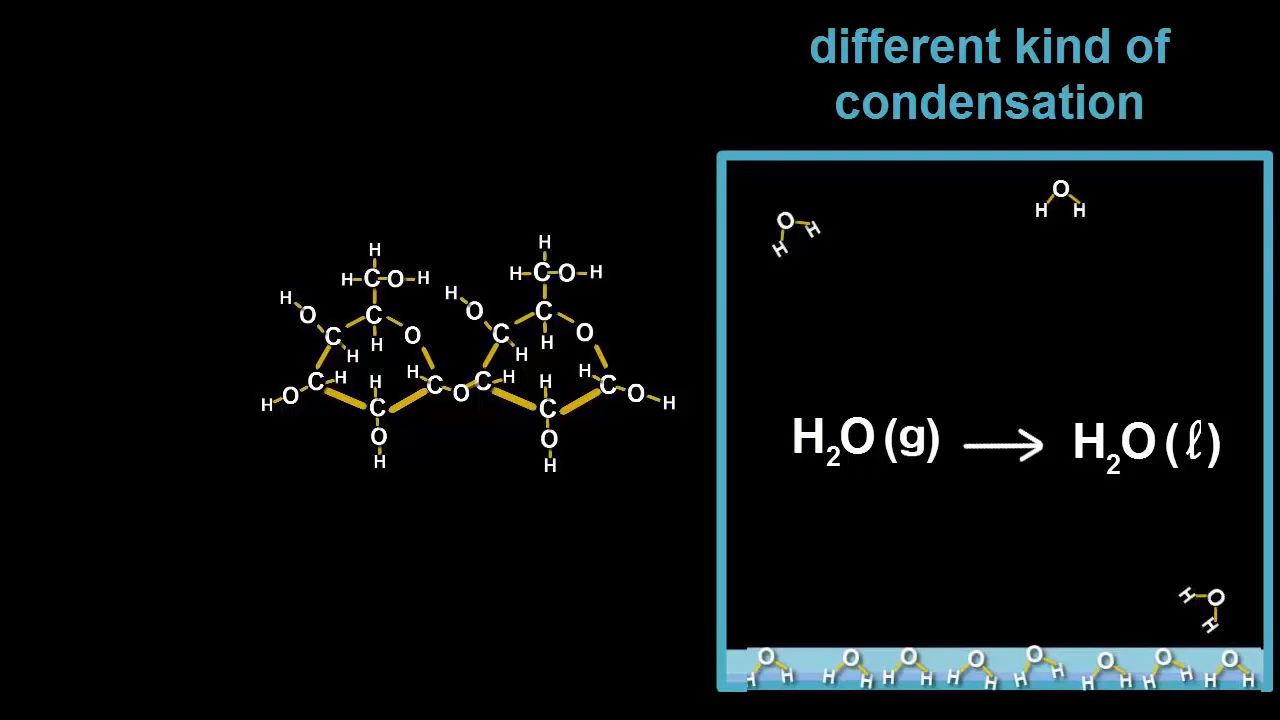 different kind of
condensation
H₂O (g) → H₂O (ℓ)
O
H H
O H
H
H
H C O H
H
O C O
C H H
H O C H H H C O
C
O
H
H
H C O H
H
O C O
C H H
C H H H C O H
C
O
H
H O
H
O
H H
O
H H
O
H H
O
H H
O
H H
O
H H
O
H H
O
H H